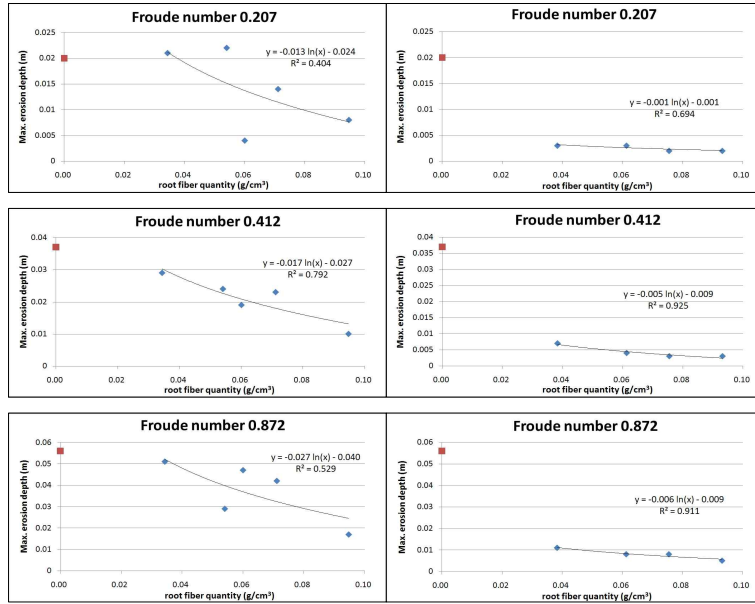 Froude number 0.207
Max. erosion depth (m)
0.025
0.02
0.015
0.01
0.005
0
y = -0.013 ln(x) - 0.024
R² = 0.404
0.00 0.02 0.04 0.06 0.08 0.10
root fiber quantity (g/cm³)
Froude number 0.207
Max. erosion depth (m)
0.025
0.02
0.015
0.01
0.005
0
y = -0.001 ln(x) - 0.001
R² = 0.694
0.00 0.02 0.04 0.06 0.08 0.10
root fiber quantity (g/cm³)
Froude number 0.412
Max. erosion depth (m)
0.04
0.03
0.02
0.01
0
y = -0.017 ln(x) - 0.027
R² = 0.792
0.00 0.02 0.04 0.06 0.08 0.10
root fiber quantity (g/cm³)
Froude number 0.412
Max. erosion depth (m)
0.04
0.035
0.03
0.025
0.02
0.015
0.01
0.005
0
y = -0.005 ln(x) - 0.009
R² = 0.925
0.00 0.02 0.04 0.06 0.08 0.10
root fiber quantity (g/cm³)
Froude number 0.872
Max. erosion depth (m)
0.06
0.05
0.04
0.03
0.02
0.01
0
y = -0.027 ln(x) - 0.040
R² = 0.529
0.00 0.02 0.04 0.06 0.08 0.10
root fiber quantity (g/cm³)
Froude number 0.872
Max. erosion depth (m)
0.06
0.05
0.04
0.03
0.02
0.01
0
y = -0.006 ln(x) - 0.009
R² = 0.911
0.00 0.02 0.04 0.06 0.08 0.10
root fiber quantity (g/cm³)